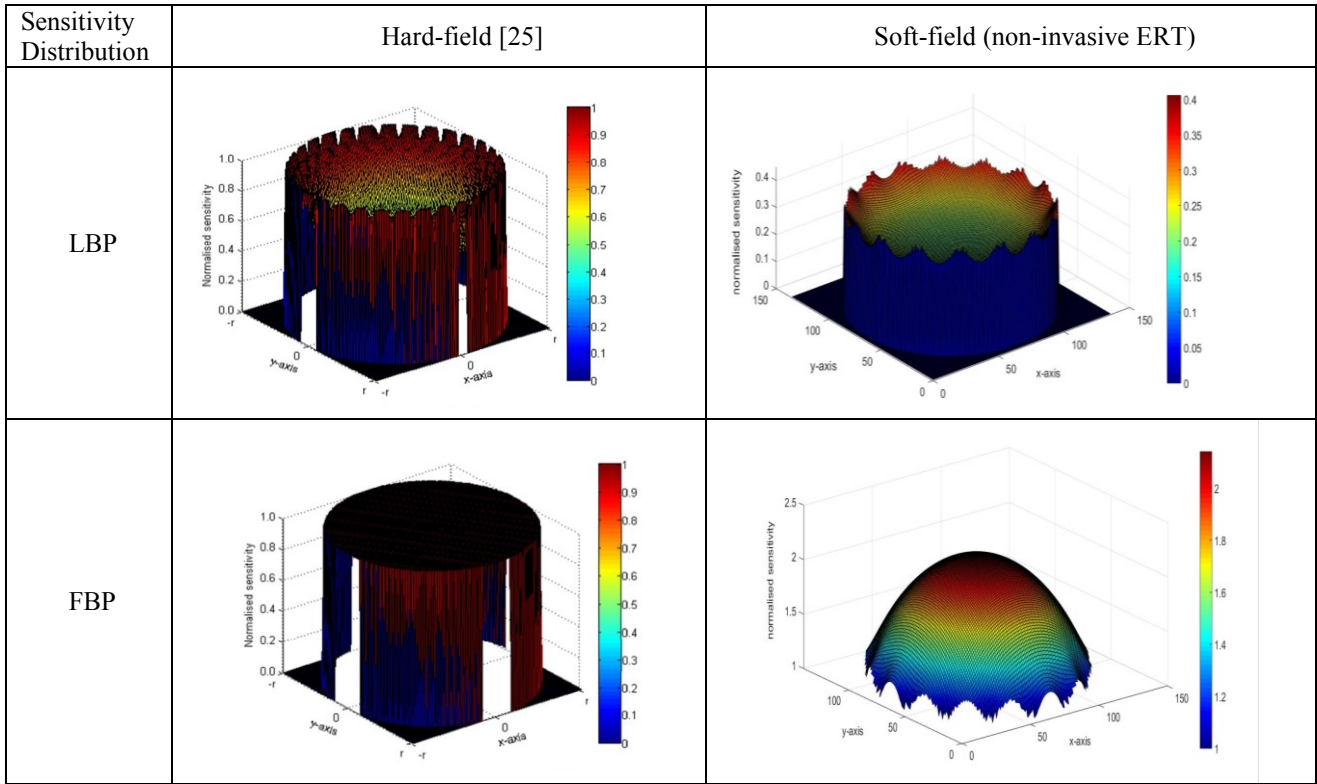 Sensitivity
Distribution
Hard-field [25]
Soft-field (non-invasive ERT)
LBP
Normalised sensitivity
1.0
0.8
0.6
0.4
0.2
0.0
-r
0
r
y-axis
-r
0
r
x-axis
1
0.9
0.8
0.7
0.6
0.5
0.4
0.3
0.2
0.1
0
normalised sensitivity
0.4
0.3
0.2
0.1
0
150
100
50
0
y-axis
0
50
100
150
x-axis
0.4
0.35
0.3
0.25
0.2
0.15
0.1
0.05
0
FBP
Normalised sensitivity
1.0
0.8
0.6
0.4
0.2
0.0
-r
0
r
y-axis
-r
0
r
x-axis
1
0.9
0.8
0.7
0.6
0.5
0.4
0.3
0.2
0.1
0
normalised sensitivity
2.5
2
1.5
1
100
50
0
y-axis
0
50
100
150
x-axis
2
1.8
1.6
1.4
1.2
1